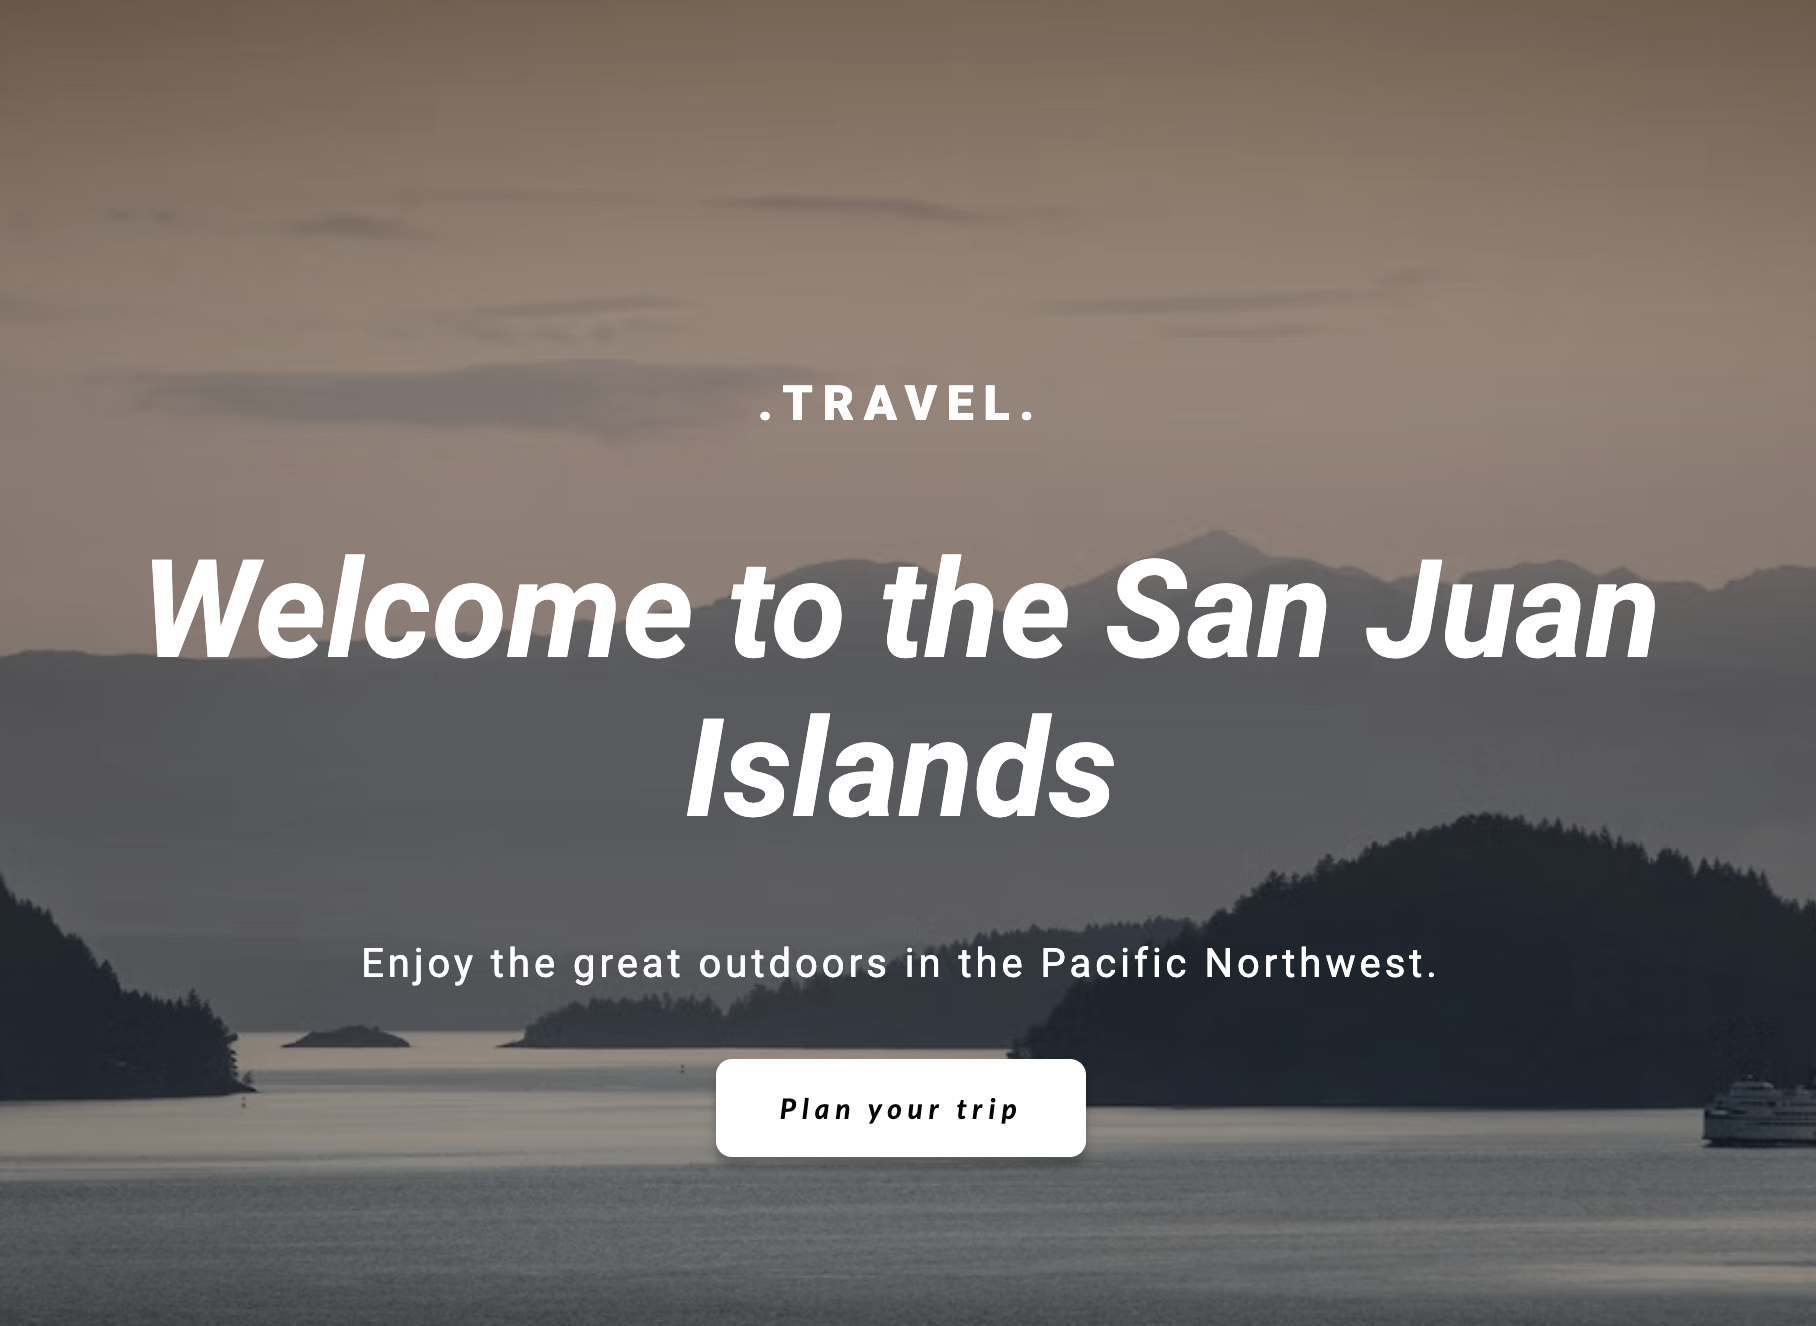 .TRAVEL.
Welcome to the San Juan
Islands
Enjoy the great outdoors in the Pacific Northwest.
Plan your trip